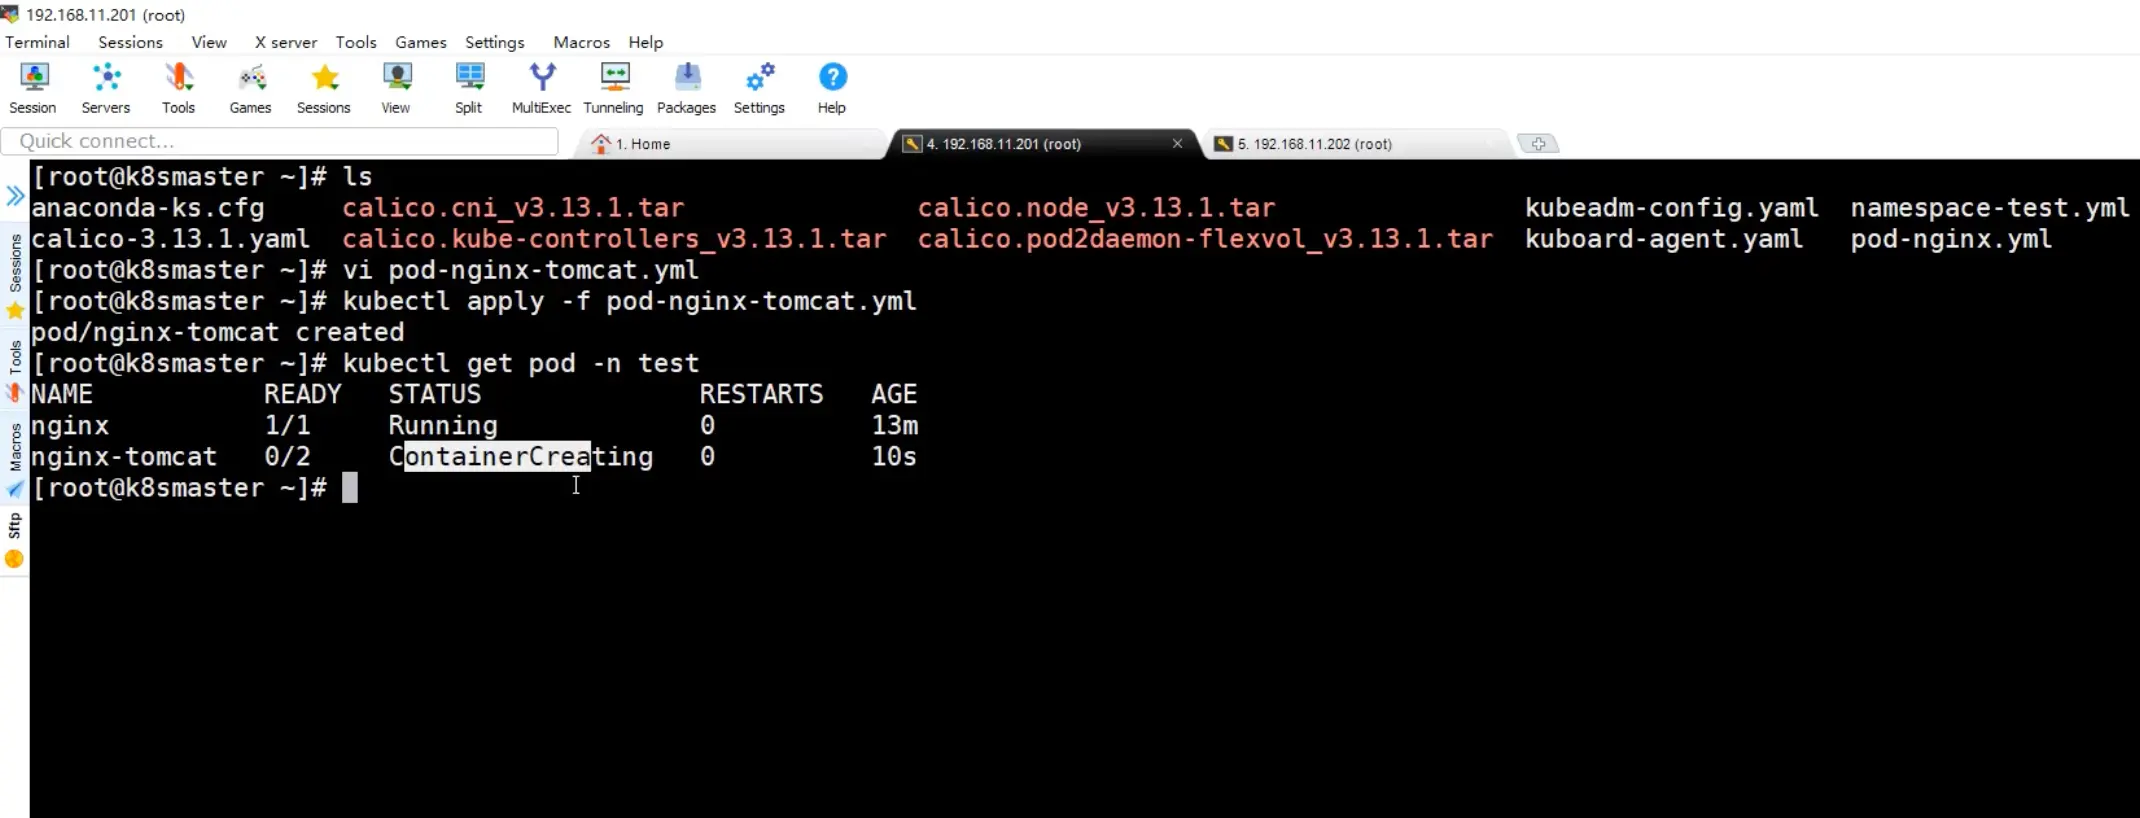 192.168.11.201 (root)
Terminal Sessions View X server Tools Games Settings Macros Help
Session Servers Tools Games Sessions View Split MultiExec Tunneling Packages Settings Help
Quick connect... 1. Home 4. 192.168.11.201 (root) 5. 192.168.11.202 (root)
Sessions
Tools
Macros
Sftp
[root@k8smaster ~]# ls
anaconda-ks.cfg calico.cni_v3.13.1.tar calico.node_v3.13.1.tar kubeadm-config.yaml namespace-test.yml
calico-3.13.1.yaml calico.kube-controllers_v3.13.1.tar calico.pod2daemon-flexvol_v3.13.1.tar kuboard-agent.yaml pod-nginx.yml
[root@k8smaster ~]# vi pod-nginx-tomcat.yml
[root@k8smaster ~]# kubectl apply -f pod-nginx-tomcat.yml
pod/nginx-tomcat created
[root@k8smaster ~]# kubectl get pod -n test
NAME READY STATUS RESTARTS AGE
nginx 1/1 Running 0 13m
nginx-tomcat 0/2 ContainerCreating 0 10s
[root@k8smaster ~]#